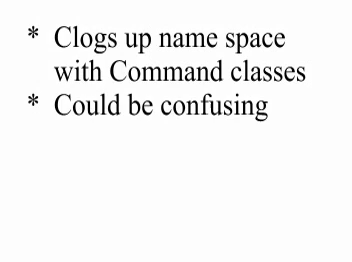 * Clogs up name space
with Command classes
* Could be confusing